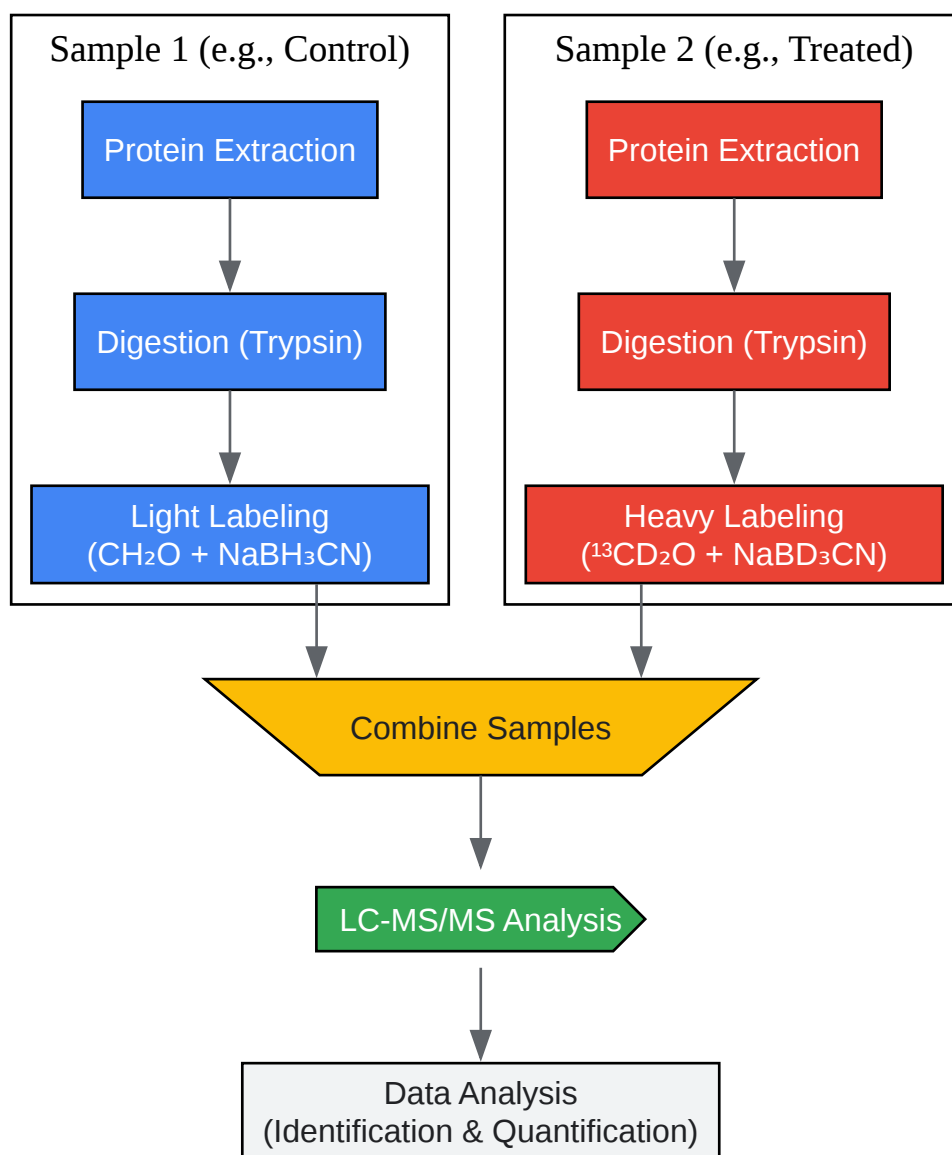 Sample 1 (e.g., Control)
Protein Extraction
Digestion (Trypsin)
Light Labeling
(CH₂O + NaBH₃CN)
Sample 2 (e.g., Treated)
Protein Extraction
Digestion (Trypsin)
Heavy Labeling
(¹³CD₂O + NaBD₃CN)
Combine Samples
LC-MS/MS Analysis
Data Analysis
(Identification & Quantification)